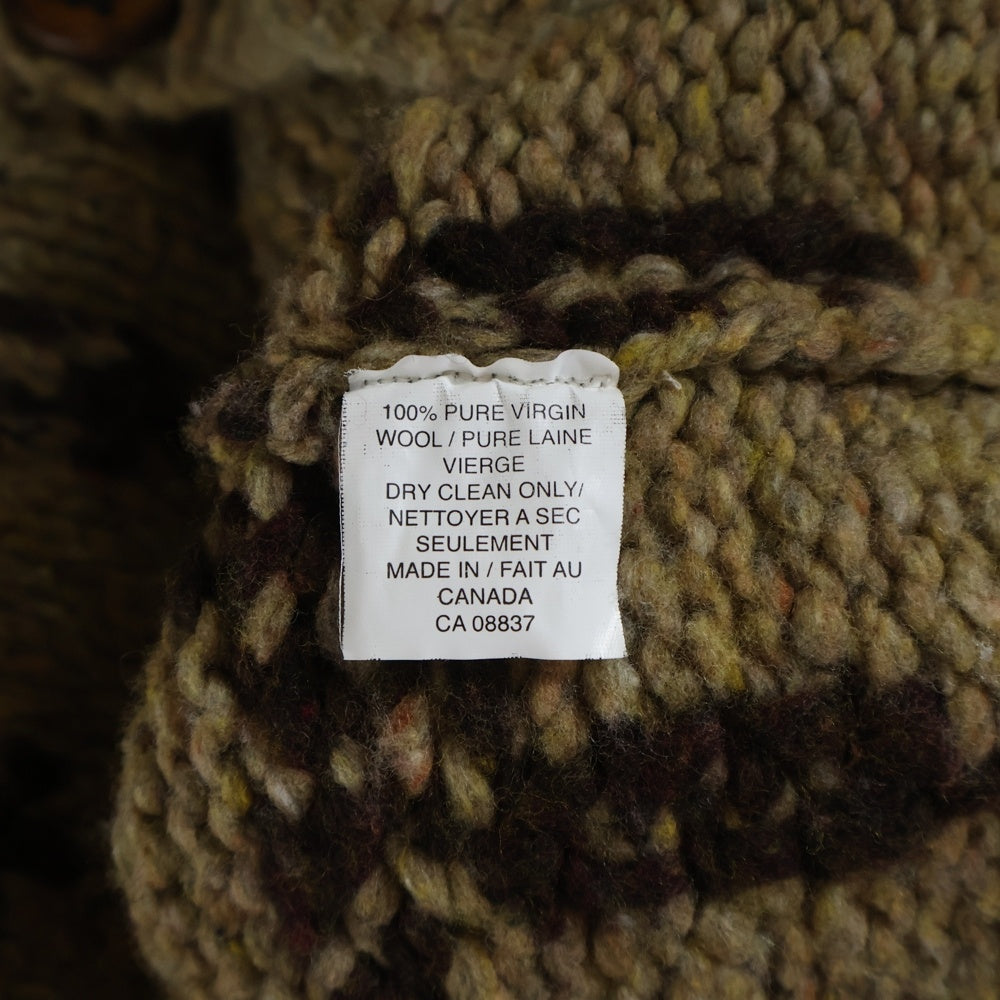 100% PURE VIRGIN
WOOL / PURE LAINE
VIERGE
DRY CLEAN ONLY/
NETTOYER A SEC
SEULEMENT
MADE IN / FAIT AU
CANADA
CA 08837